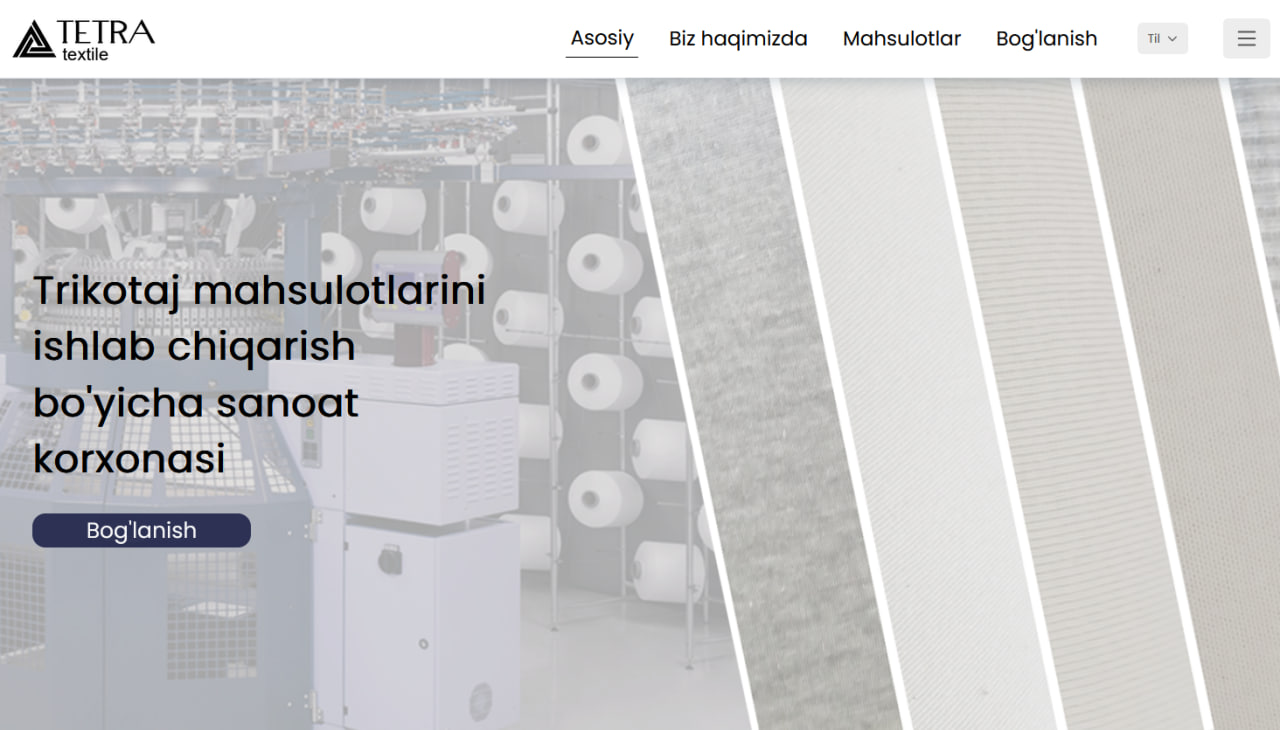 TETRA
textile
Asosiy
Biz haqimizda
Mahsulotlar
Bog'lanish
Til
Trikotaj mahsulotlarini
ishlab chiqarish
bo'yicha sanoat
korxonasi
Bog'lanish